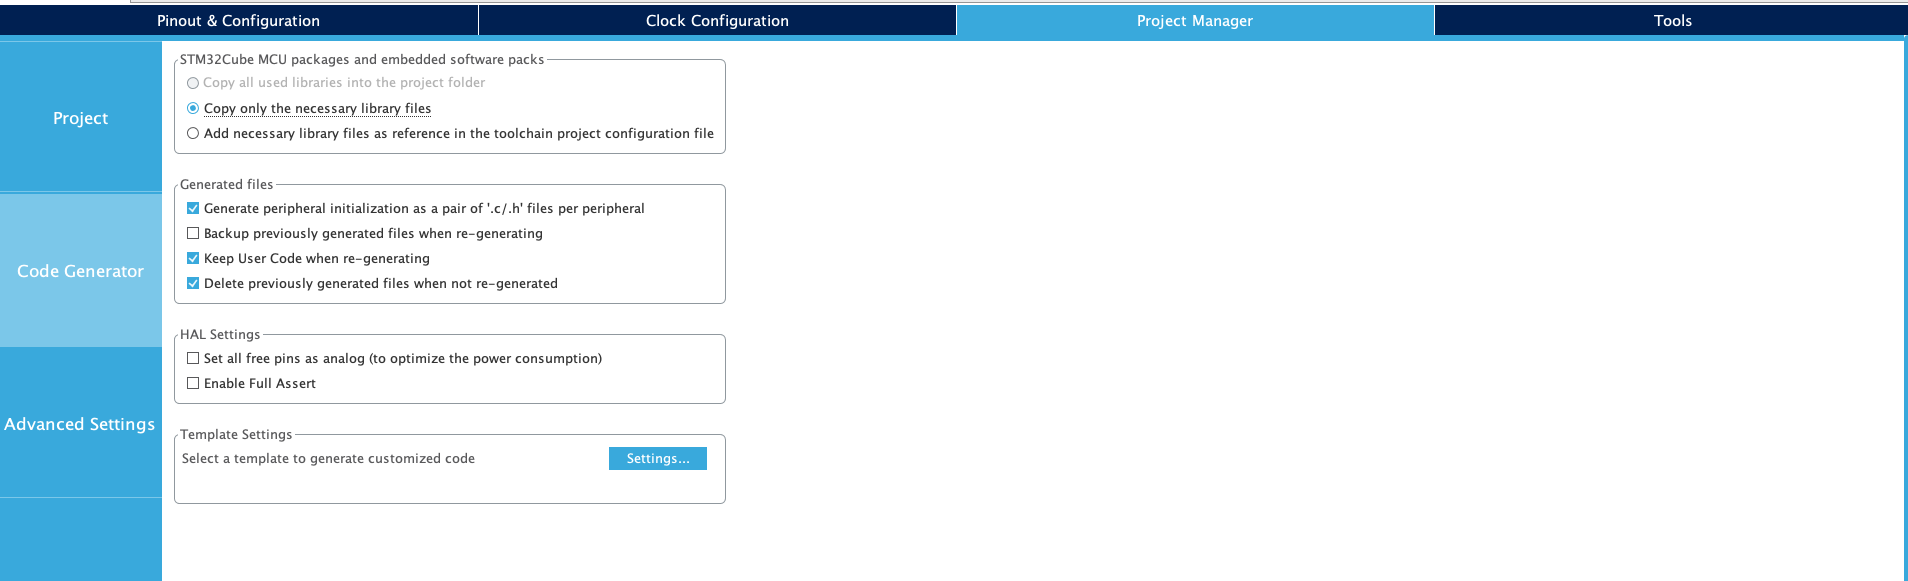 Pinout & Configuration
Clock Configuration
Project Manager
Tools
Project
Code Generator
Advanced Settings
STM32Cube MCU packages and embedded software packs
Copy all used libraries into the project folder
Copy only the necessary library files
Add necessary library files as reference in the toolchain project configuration file
Generated files
Generate peripheral initialization as a pair of '.c/.h' files per peripheral
Backup previously generated files when re-generating
Keep User Code when re-generating
Delete previously generated files when not re-generated
HAL Settings
Set all free pins as analog (to optimize the power consumption)
Enable Full Assert
Template Settings
Select a template to generate customized code
Settings...